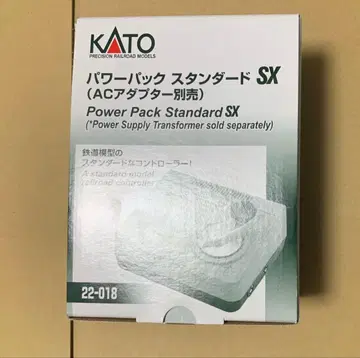 KATO
PRECISION RAILROAD MODELS
パワーパック スタンダード SX
(ACアダプター別売)
Power Pack Standard SX
(*Power Supply Transformer sold separately)
鉄道模型の
スタンダードなコントローラー!
A standard model
railroad controller
22-018